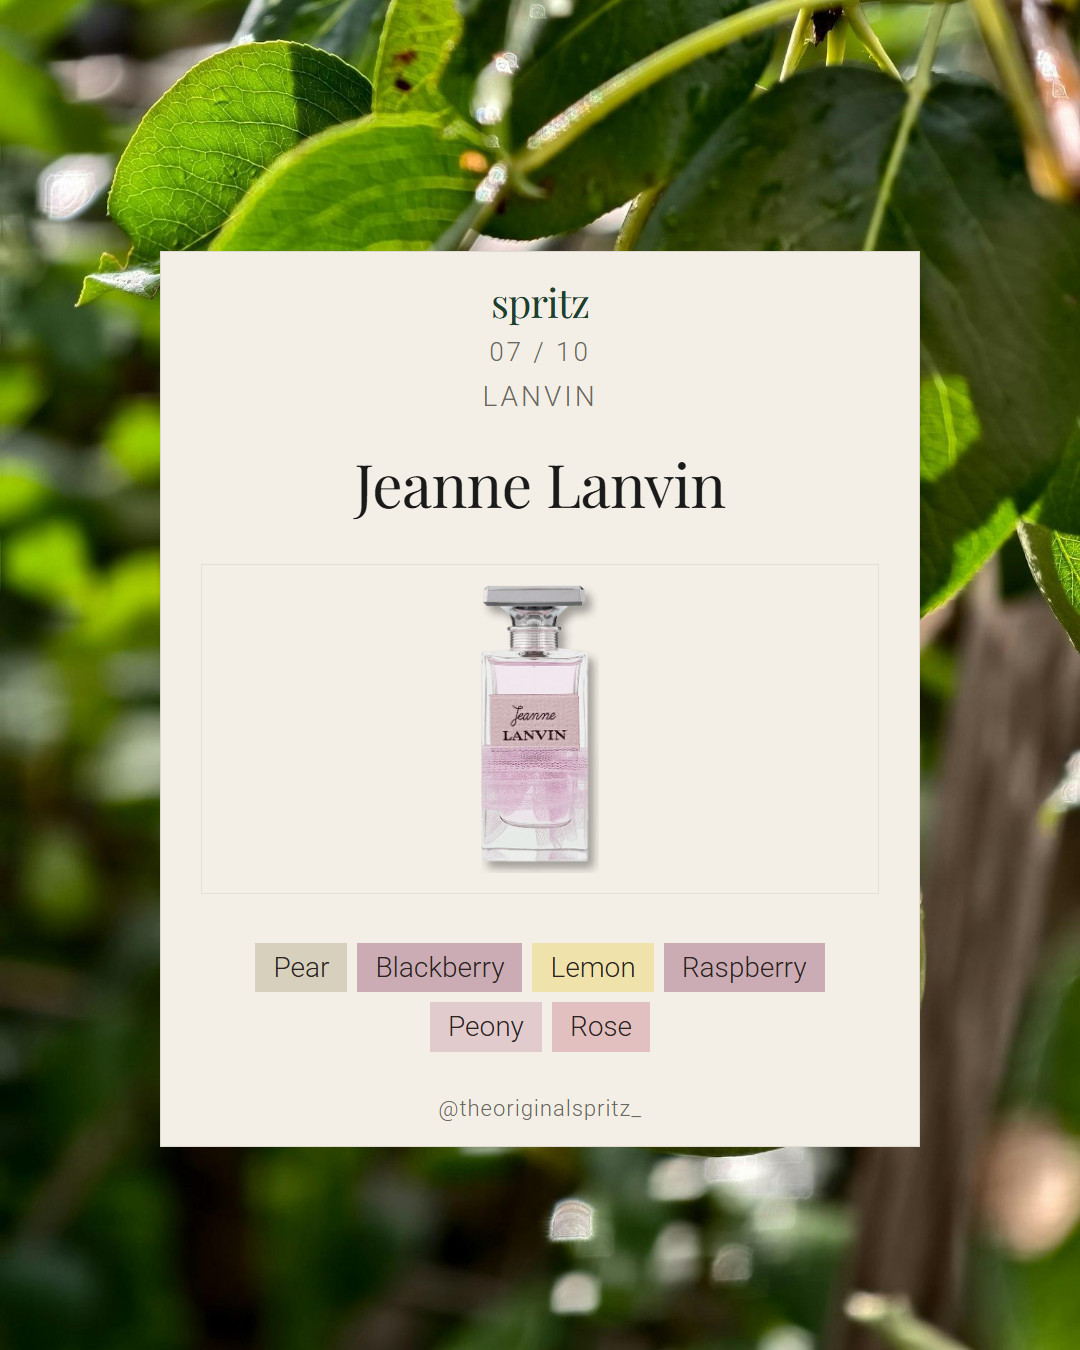 spritz
07 / 10
LANVIN
Jeanne Lanvin
Jeanne
LANVIN
Pear Blackberry Lemon Raspberry
Peony Rose
@theoriginalspritz_